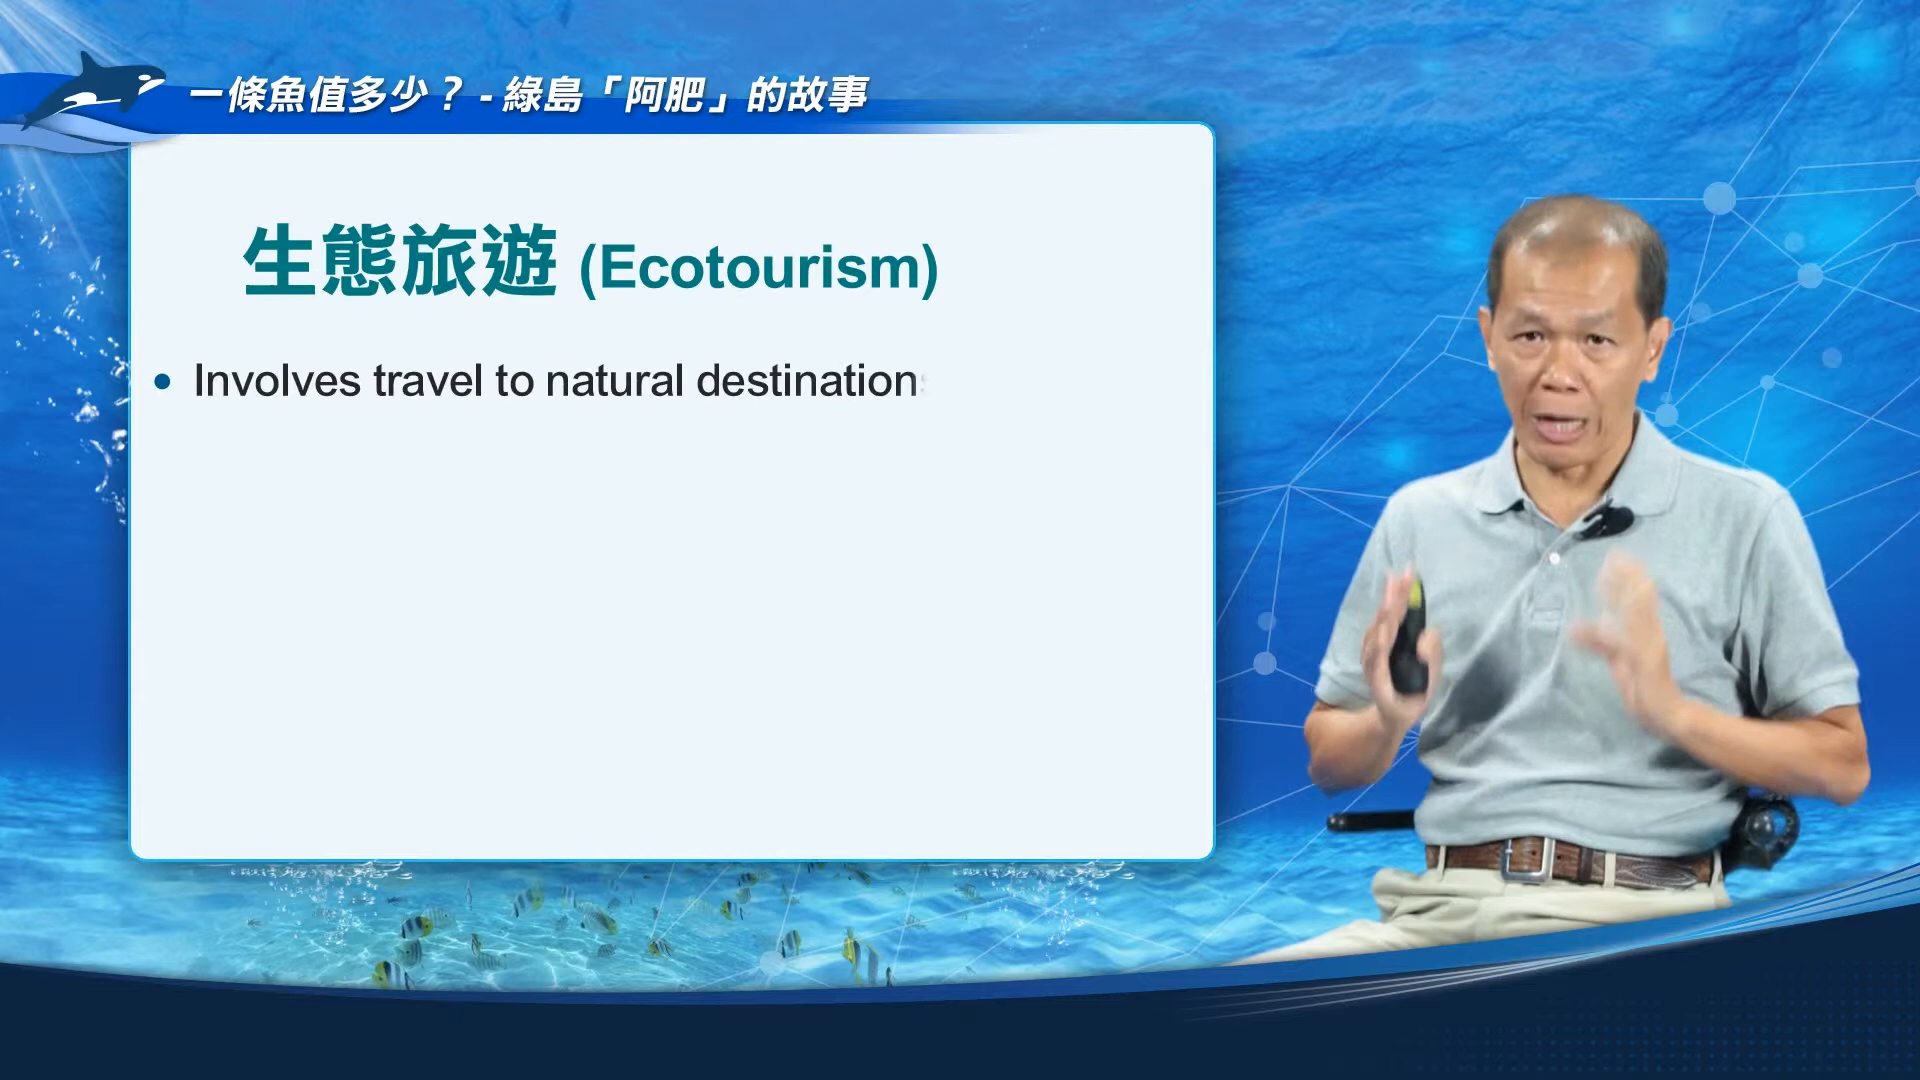 一條魚值多少？ - 綠島「阿肥」的故事
生態旅遊 (Ecotourism)
• Involves travel to natural destinations